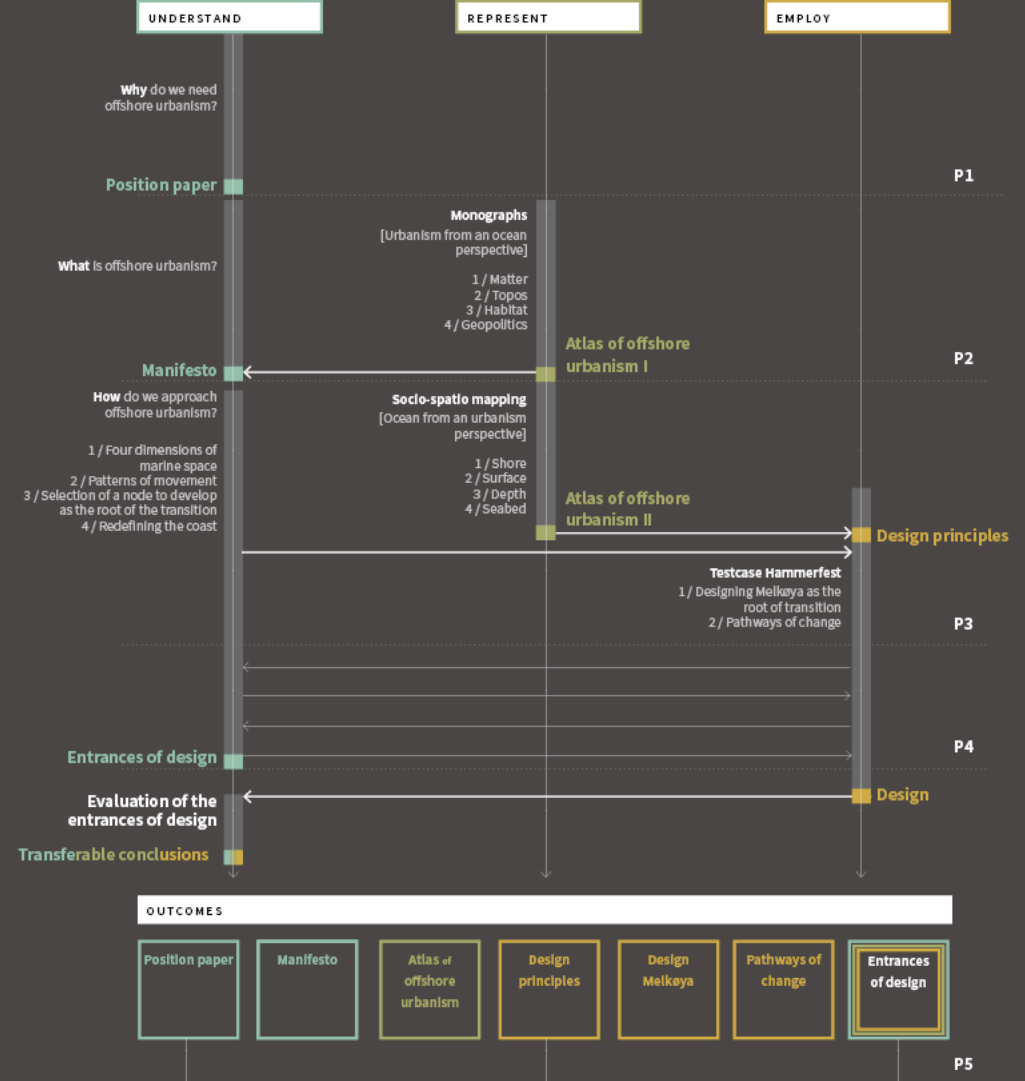 UNDERSTAND
REPRESENT
EMPLOY
Why do we need
offshore urbanism?
Position paper
P1
Monographs
[Urbanism from an ocean
perspective]
What is offshore urbanism?
1 / Matter
2 / Topos
3 / Habitat
4 / Geopolitics
Atlas of offshore
urbanism I
P2
Manifesto
How do we approach
offshore urbanism?
1 / Four dimensions of
marine space
2 / Patterns of movement
3 / Selection of a node to develop
as the root of the transition
4 / Redefining the coast
Socio-spatio mapping
[Ocean from an urbanism
perspective]
1 / Shore
2 / Surface
3 / Depth
4 / Seabed
Atlas of offshore
urbanism II
Design principles
Testcase Hammerfest
1 / Designing Melkøya as the
root of transition
2 / Pathways of change
P3
P4
Entrances of design
Design
Evaluation of the
entrances of design
Transferable conclusions
OUTCOMES
Position paper
Manifesto
Atlas of
offshore
urbanism
Design
principles
Design
Melkøya
Pathways of
change
Entrances
of design
P5